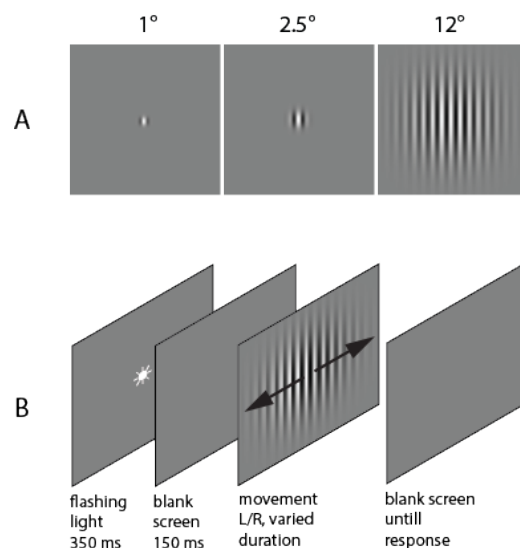 1° 2.5° 12°
A
B
flashing
light
350 ms
blank
screen
150 ms
movement
L/R, varied
duration
blank screen
untill
response